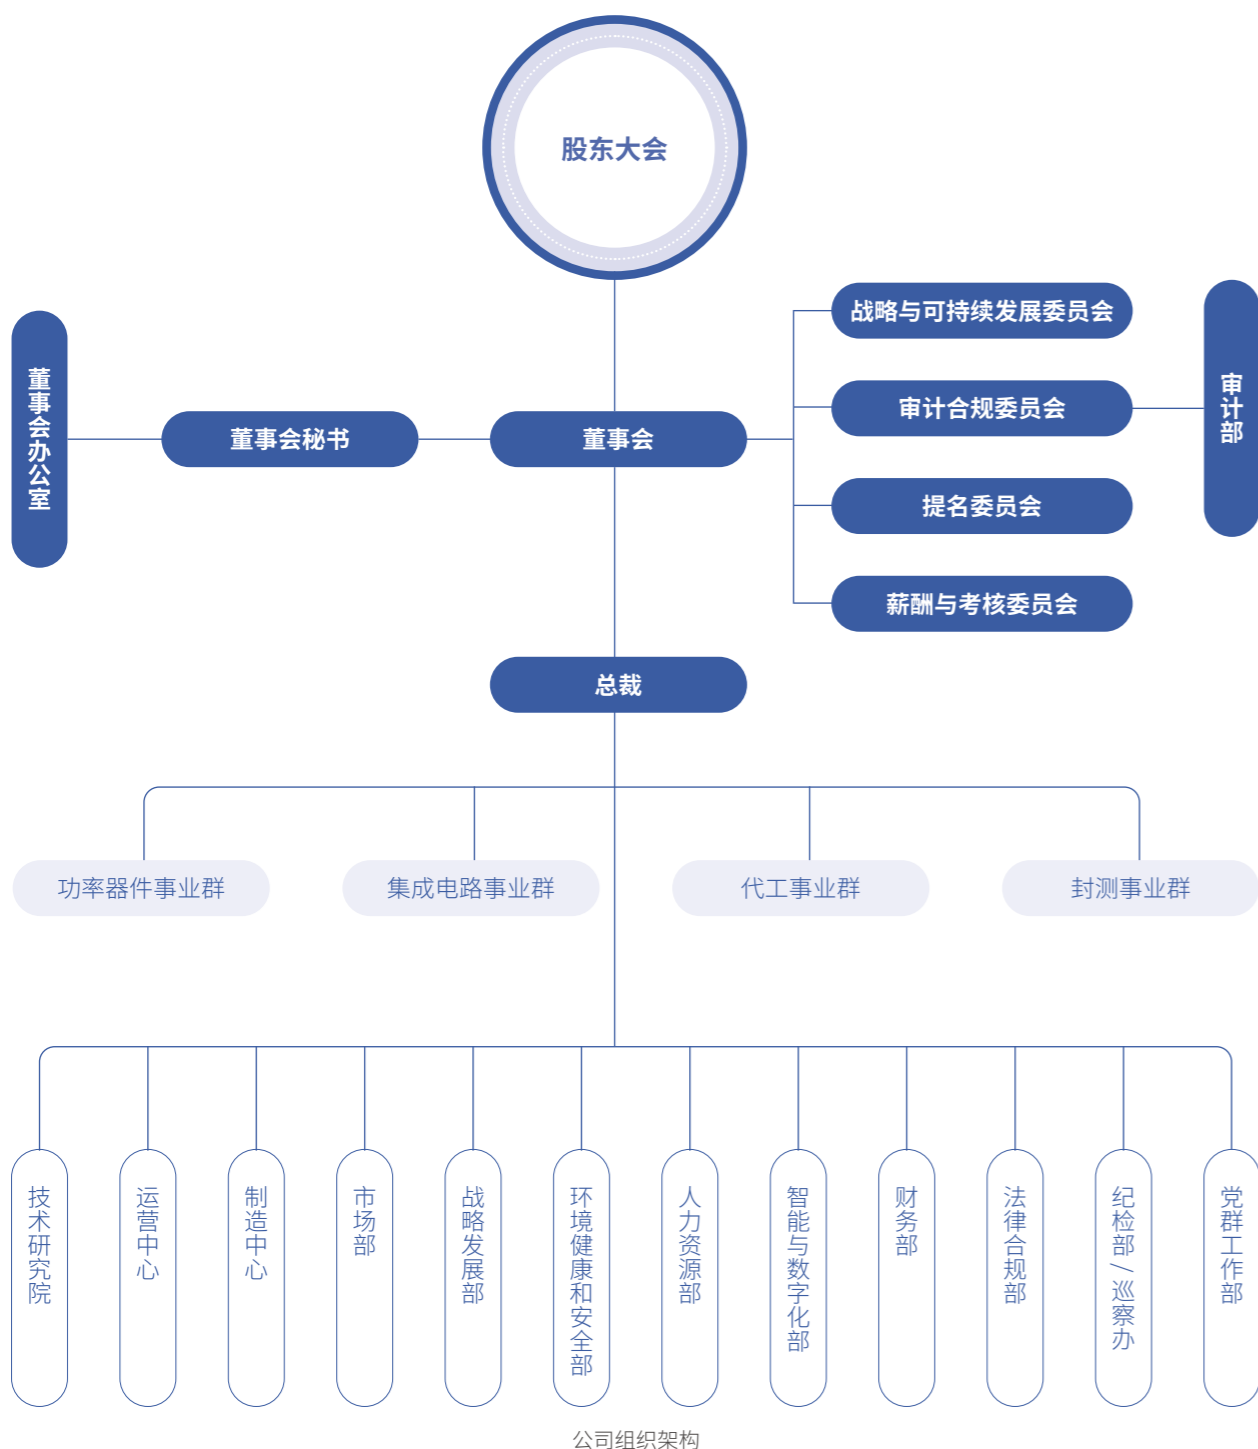 股东大会
战略与可持续发展委员会
董事会办公室
董事会秘书
董事会
审计合规委员会
审计部
提名委员会
薪酬与考核委员会
总裁
功率器件事业群
集成电路事业群
代工事业群
封测事业群
技术研究院
运营中心
制造中心
市场部
战略发展部
环境健康和安全部
人力资源部
智能与数字化部
财务部
法律合规部
纪检部/巡察办
党群工作部
公司组织架构